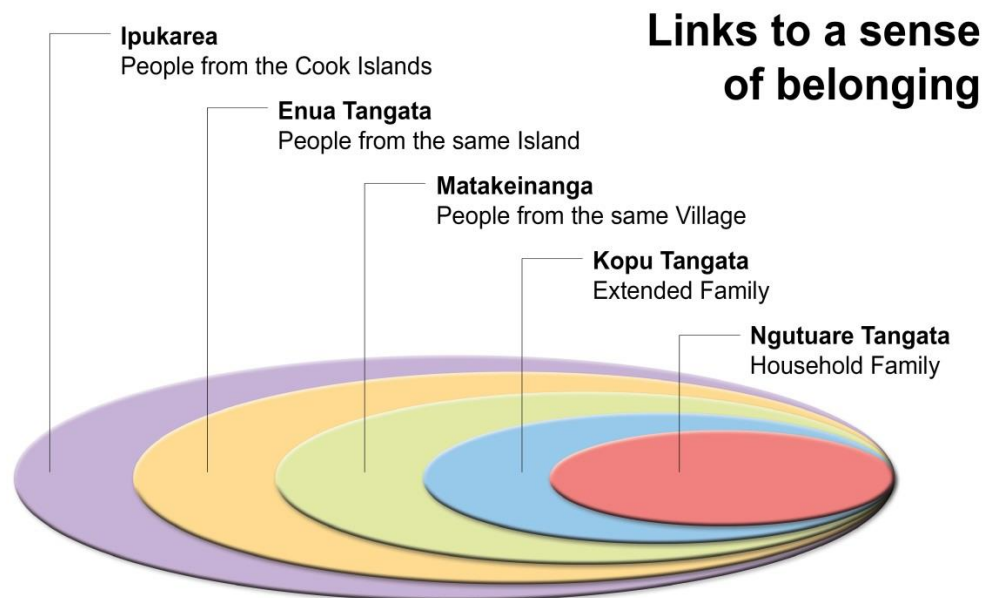 Links to a sense
of belonging
Ipukarea
People from the Cook Islands
Enua Tangata
People from the same Island
Matakeinanga
People from the same Village
Kopu Tangata
Extended Family
Ngutuare Tangata
Household Family